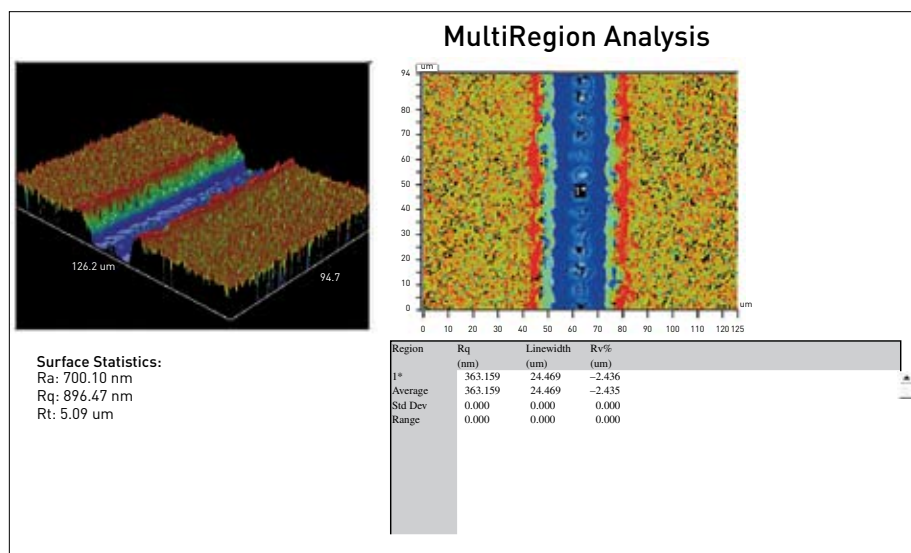 MultiRegion Analysis
126.2 um
94.7
um
94
80
70
60
50
40
30
20
10
0
um
0 10 20 30 40 50 60 70 80 90 100 110 120 125
Surface Statistics:
Ra: 700.10 nm
Rq: 896.47 nm
Rt: 5.09 um
Region Rq Linewidth Rv%
(nm) (um) (um)
1* 363.159 24.469 –2.436
Average 363.159 24.469 –2.435
Std Dev 0.000 0.000 0.000
Range 0.000 0.000 0.000